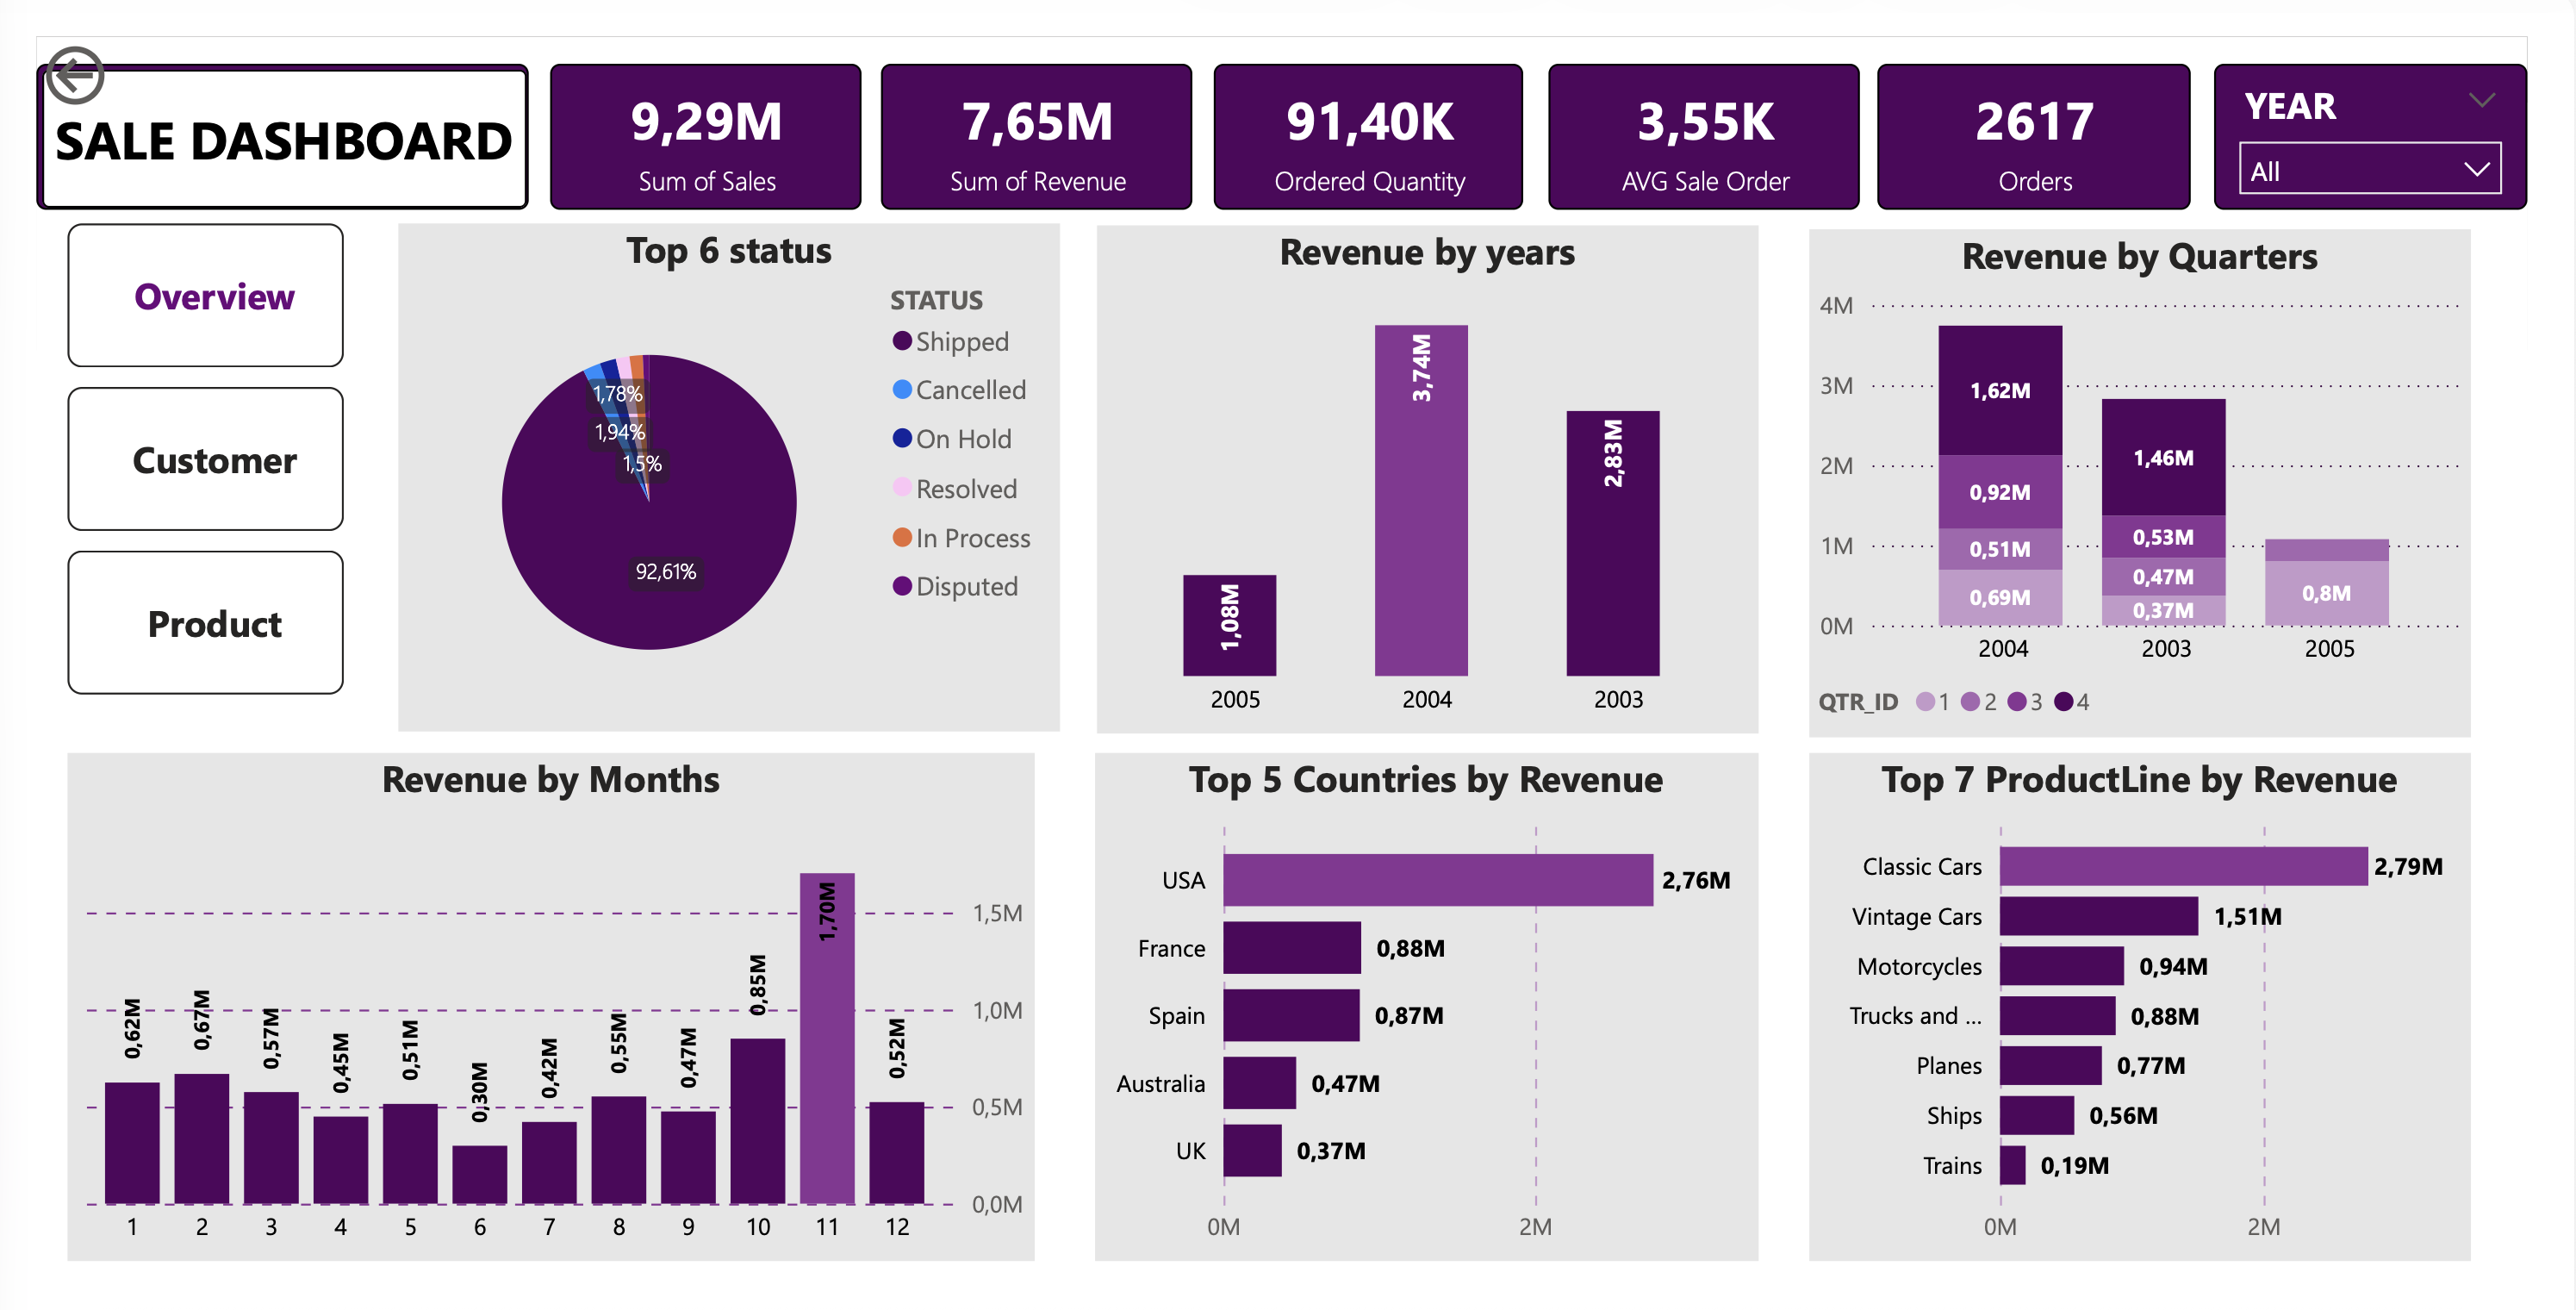 SALE DASHBOARD
9,29M
Sum of Sales
7,65M
Sum of Revenue
91,40K
Ordered Quantity
3,55K
AVG Sale Order
2617
Orders
YEAR
All
Overview
Customer
Product
Top 6 status
STATUS
Shipped
Cancelled
On Hold
Resolved
In Process
Disputed
1,78%
1,94%
1,5%
92,61%
Revenue by years
1,08M
3,74M
2,83M
2005 2004 2003
Revenue by Quarters
4M
3M
2M
1M
0M
1,62M
0,92M
0,51M
0,69M
1,46M
0,53M
0,47M
0,37M
0,8M
2004 2003 2005
QTR_ID 1 2 3 4
Revenue by Months
1,5M
1,0M
0,5M
0,0M
0,62M
0,67M
0,57M
0,45M
0,51M
0,30M
0,42M
0,55M
0,47M
0,85M
1,70M
0,52M
1 2 3 4 5 6 7 8 9 10 11 12
Top 5 Countries by Revenue
USA 2,76M
France 0,88M
Spain 0,87M
Australia 0,47M
UK 0,37M
0M 2M
Top 7 ProductLine by Revenue
Classic Cars 2,79M
Vintage Cars 1,51M
Motorcycles 0,94M
Trucks and ... 0,88M
Planes 0,77M
Ships 0,56M
Trains 0,19M
0M 2M